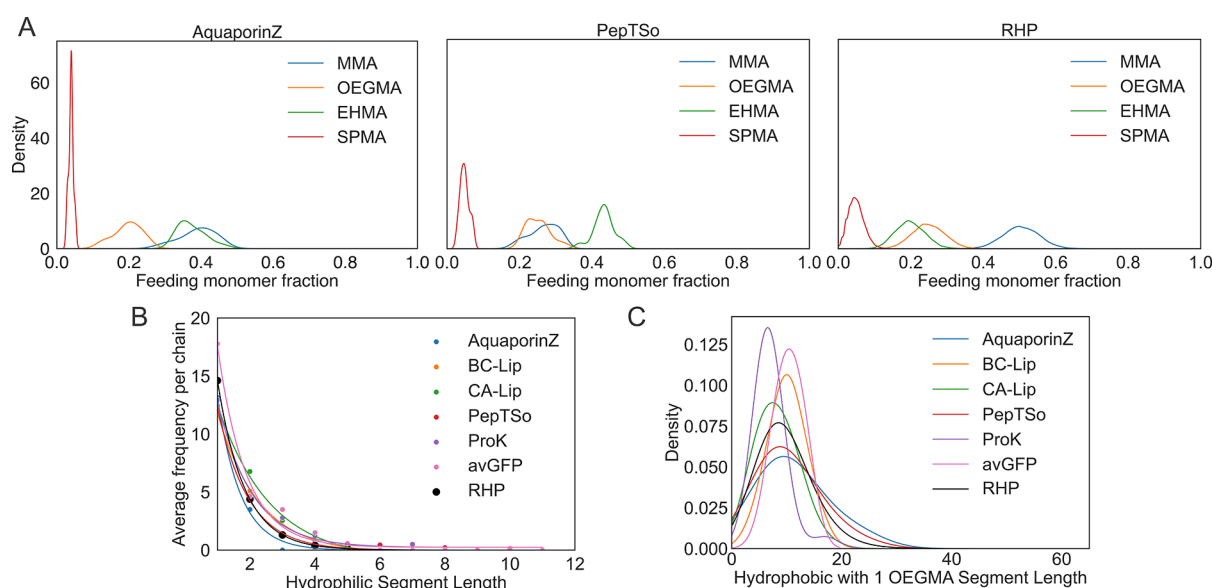 A
AquaporinZ
PepTSo
RHP
Density
60
40
20
0
MMA
OEGMA
EHMA
SPMA
MMA
OEGMA
EHMA
SPMA
MMA
OEGMA
EHMA
SPMA
0.0 0.2 0.4 0.6 0.8 1.0
0.0 0.2 0.4 0.6 0.8 1.0
0.0 0.2 0.4 0.6 0.8 1.0
Feeding monomer fraction
Feeding monomer fraction
Feeding monomer fraction
B
Average frequency per chain
20
15
10
5
0
AquaporinZ
BC-Lip
CA-Lip
PepTSo
ProK
avGFP
RHP
2 4 6 8 10 12
Hydrophilic Segment Length
C
Density
0.125
0.100
0.075
0.050
0.025
0.000
AquaporinZ
BC-Lip
CA-Lip
PepTSo
ProK
avGFP
RHP
0 20 40 60
Hydrophobic with 1 OEGMA Segment Length